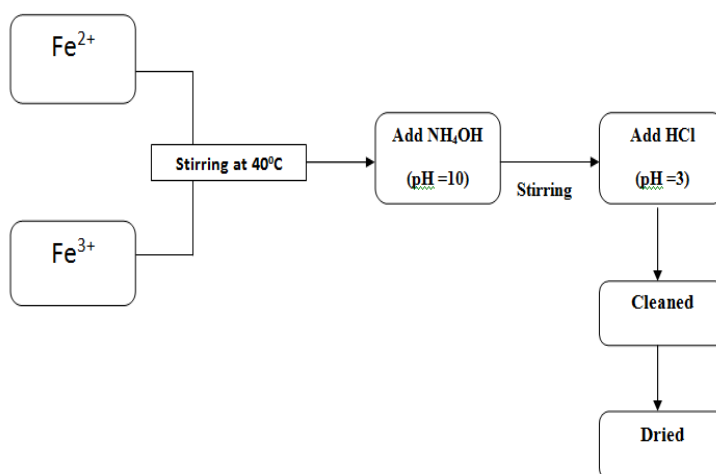 Fe²⁺
Stirring at 40⁰C
Fe³⁺
Add NH₄OH
(pH =10)
Stirring
Add HCl
(pH =3)
Cleaned
Dried